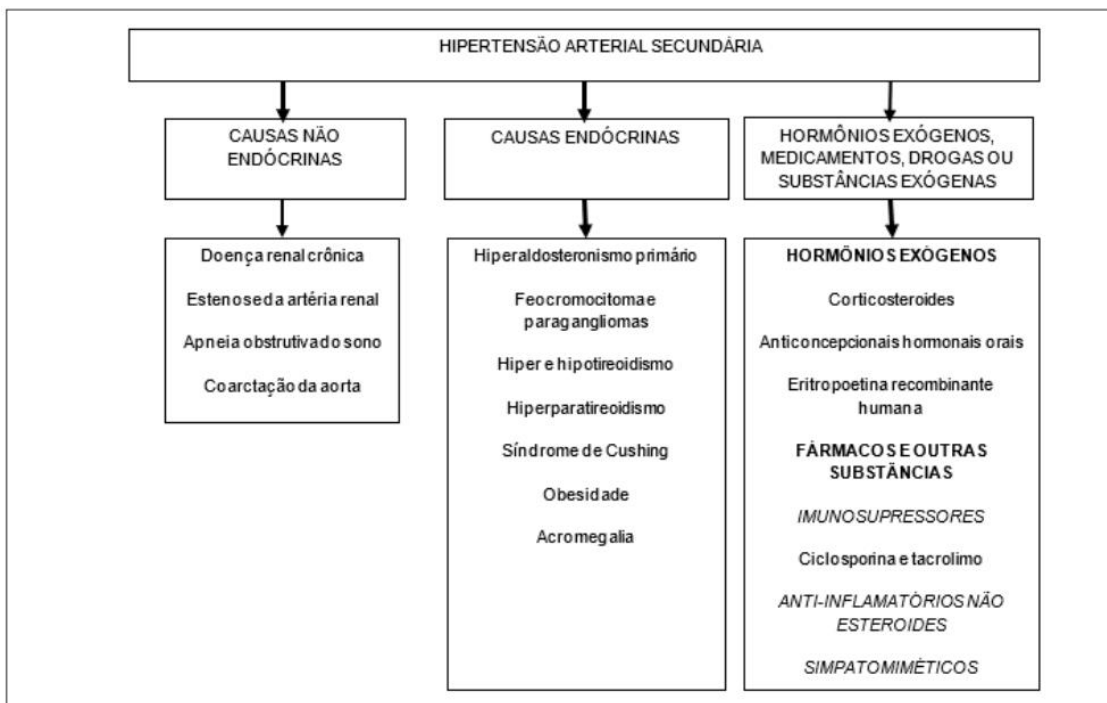 HIPERTENSÃO ARTERIAL SECUNDÁRIA
CAUSAS NÃO
ENDÓCRINAS
Doença renal crônica
Estenose da artéria renal
Apneia obstrutiva do sono
Coarctação da aorta
CAUSAS ENDÓCRINAS
Hiperaldosteronismo primário
Feocromocitoma e
paragangliomas
Hiper e hipotireoidismo
Hiperparatireoidismo
Síndrome de Cushing
Obesidade
Acromegalia
HORMÔNIOS EXÓGENOS,
MEDICAMENTOS, DROGAS OU
SUBSTÂNCIAS EXÓGENAS
HORMÔNIOS EXÓGENOS
Corticosteroides
Anticoncepcionais hormonais orais
Eritropoetina recombinante
humana
FÁRMACOS E OUTRAS
SUBSTÂNCIAS
IMUNOSUPRESSORES
Ciclosporina e tacrolimo
ANTI-INFLAMATÓRIOS NÃO
ESTEROIDES
SIMPATOMIMÉTICOS